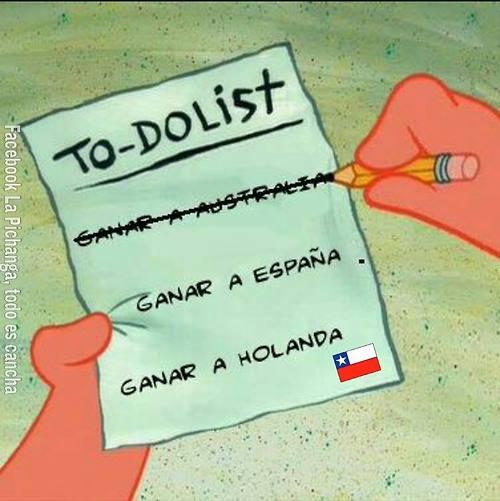 TO-DOLiST
GANAR A AUSTRALIA
GANAR A ESPAÑA .
GANAR A HOLANDA
Facebook La Pichanga, todo es cancha